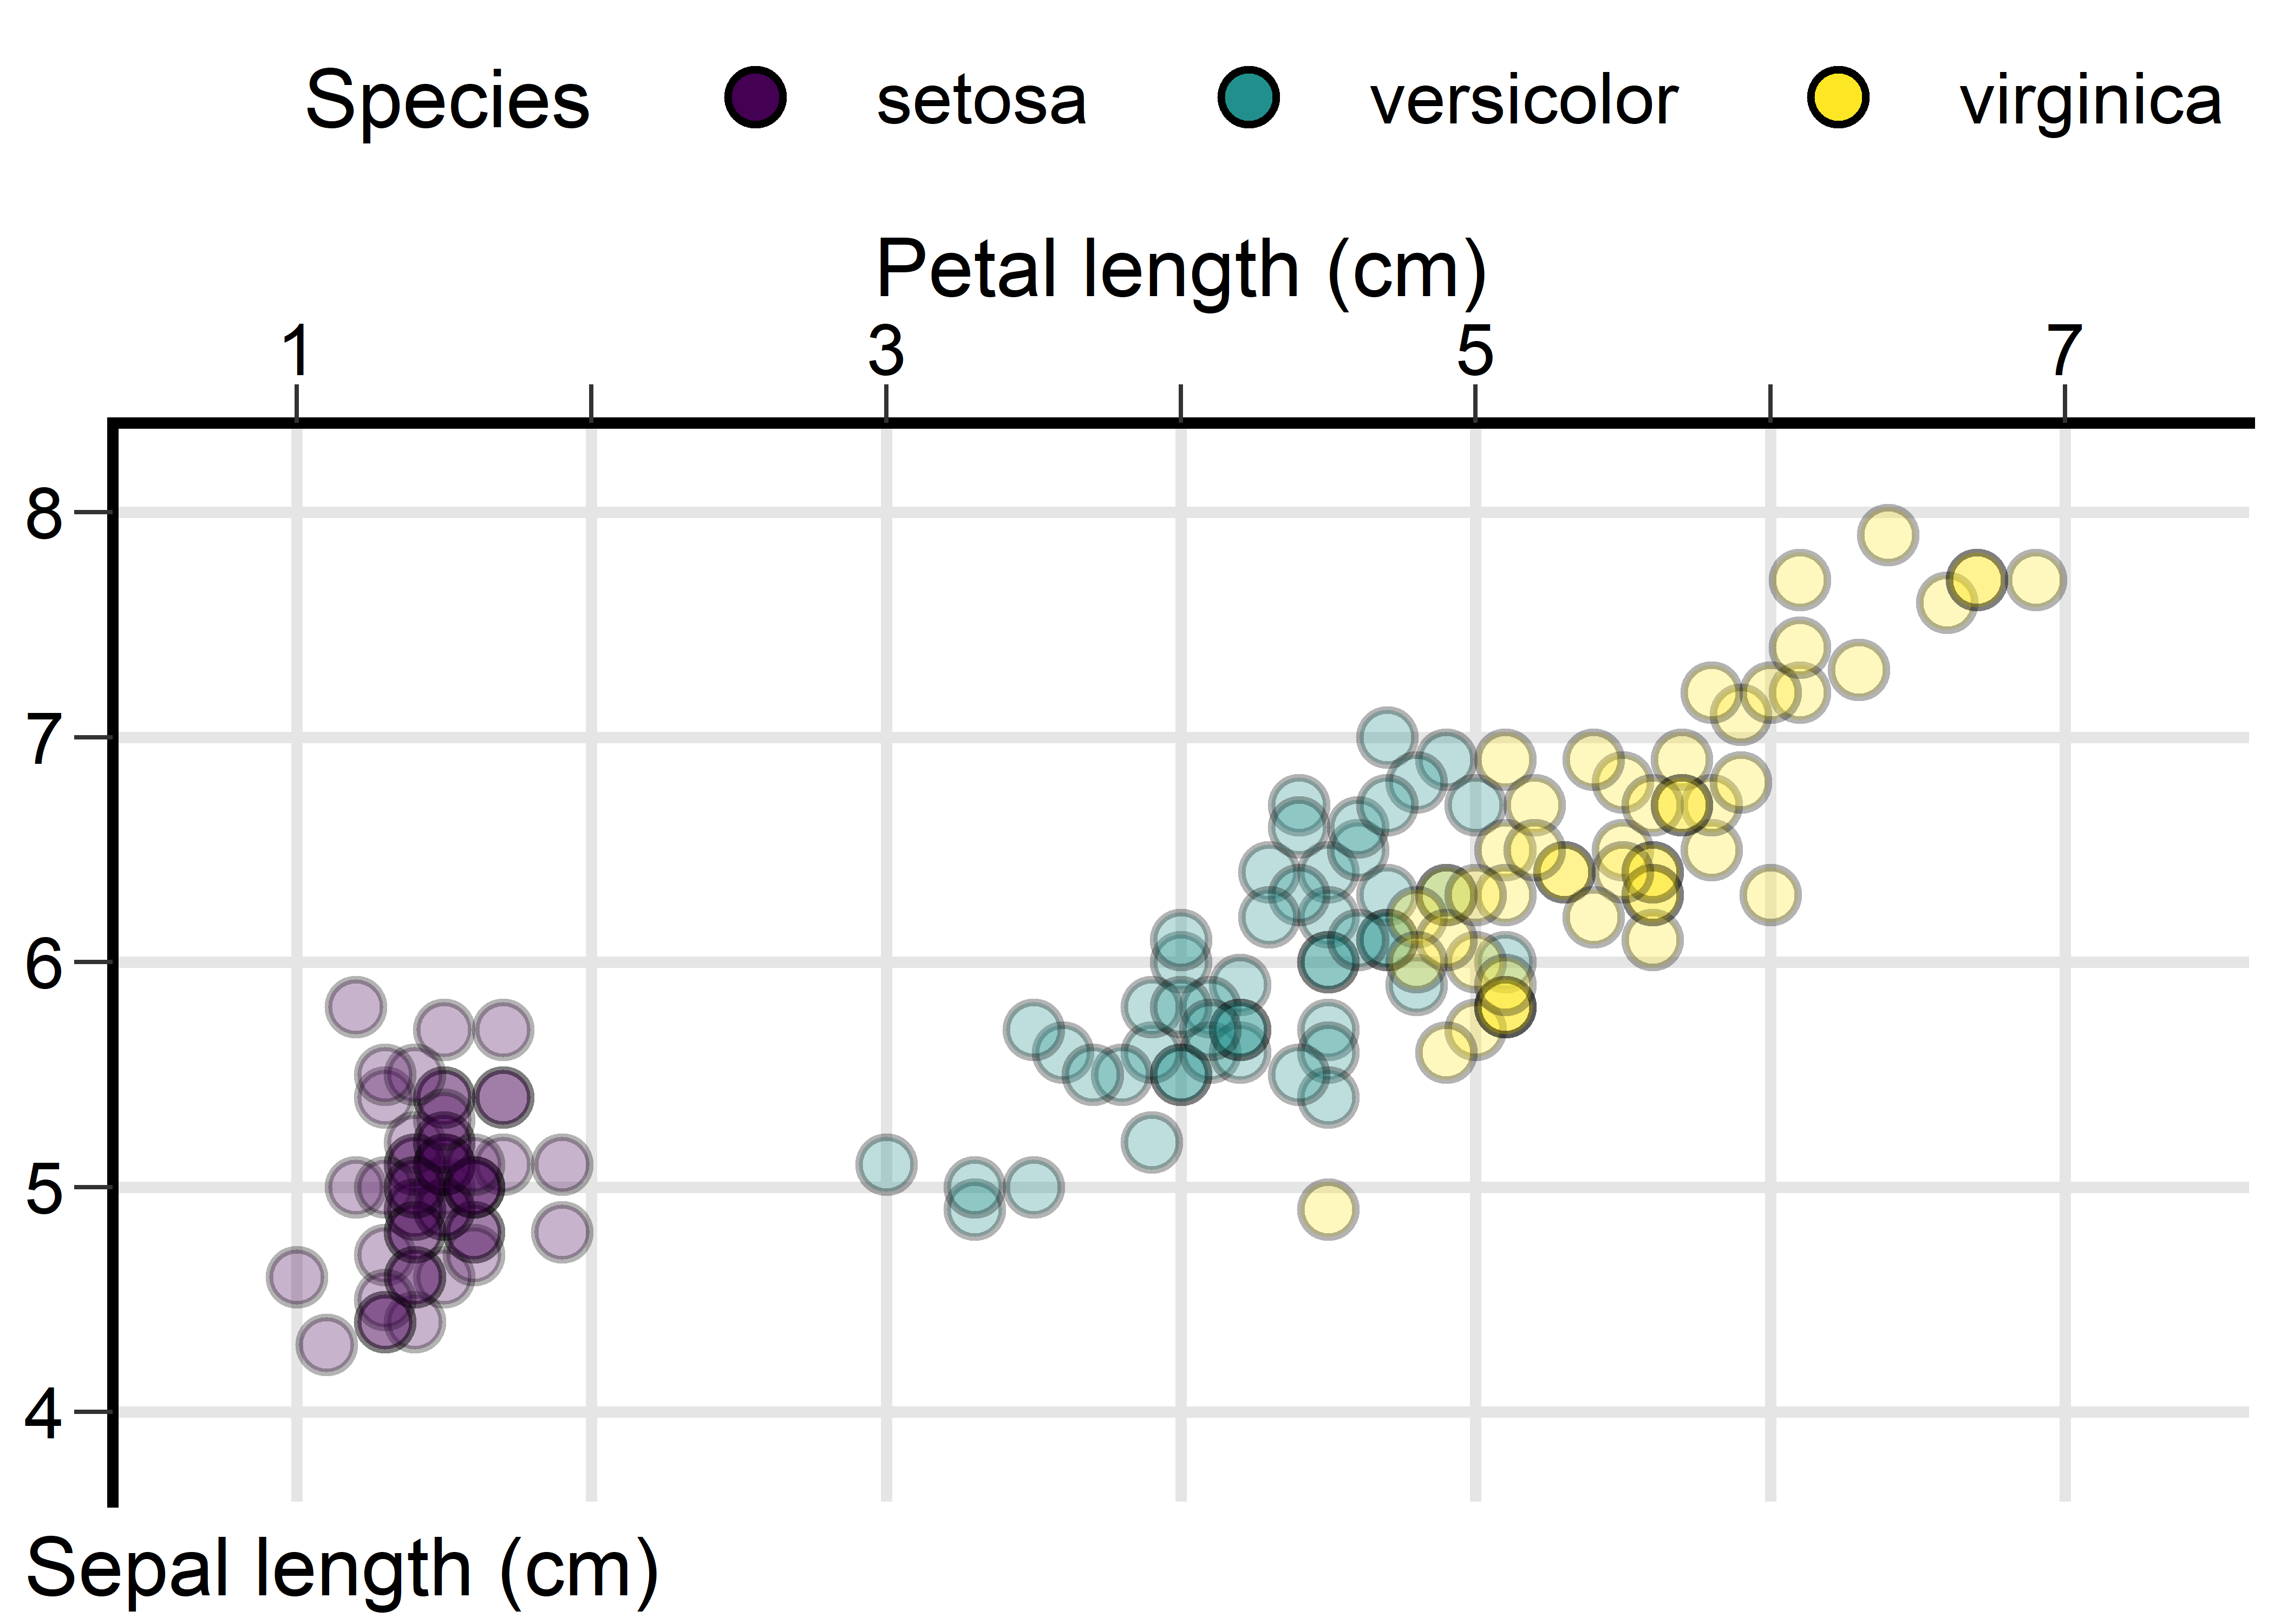 Species setosa versicolor virginica
Petal length (cm)
1 3 5 7
8
7
6
5
4
Sepal length (cm)